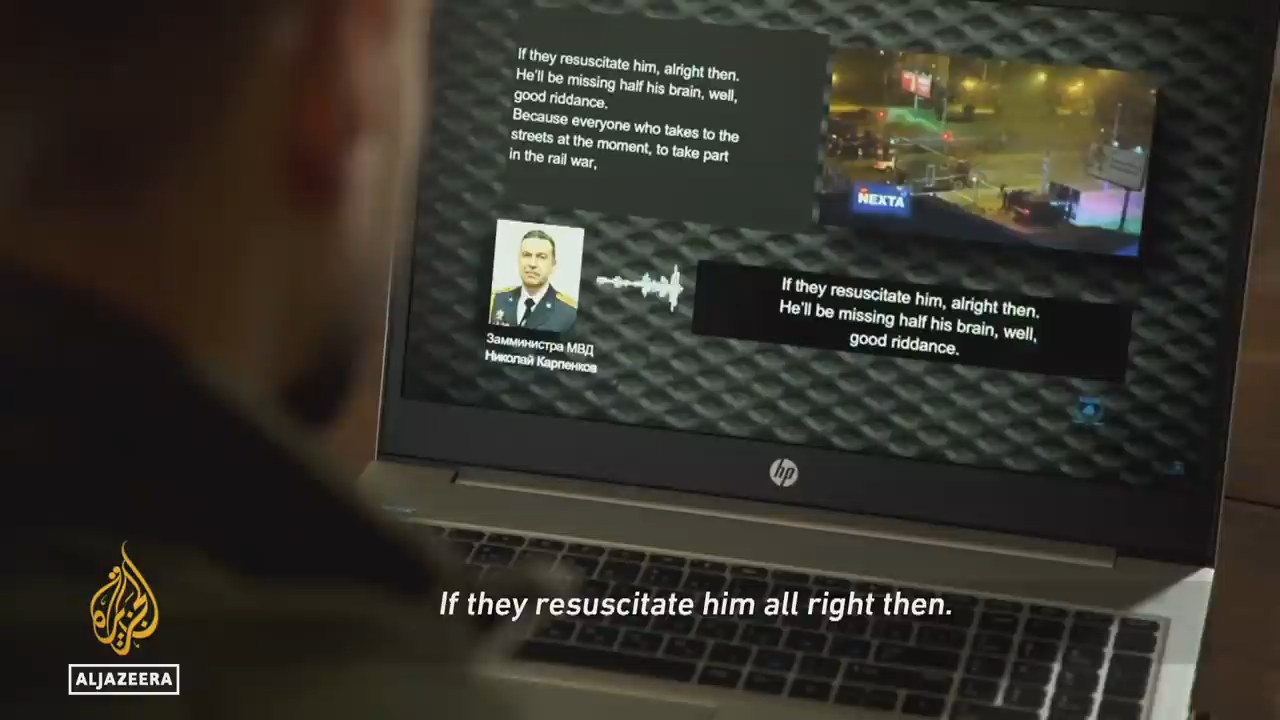 If they resuscitate him, alright then.
He'll be missing half his brain, well,
good riddance.
Because everyone who takes to the
streets at the moment, to take part
in the rail war,
NEXTA
If they resuscitate him, alright then.
He'll be missing half his brain, well,
good riddance.
Замминистра МВД
Николай Карпенков
hp
If they resuscitate him all right then.
ALJAZEERA